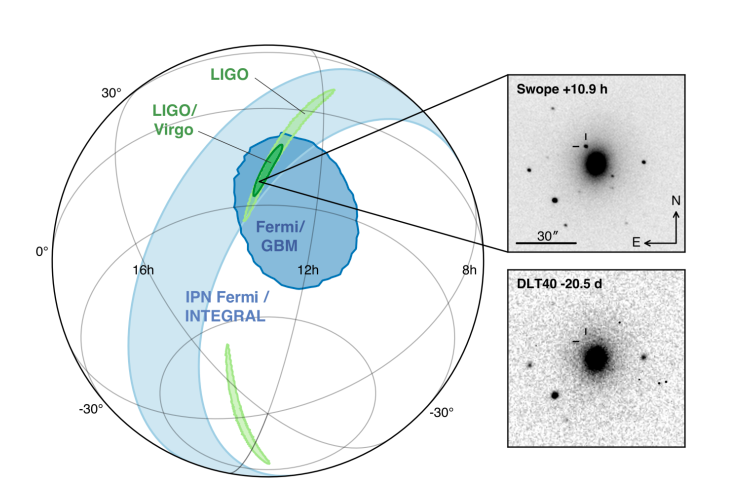 LIGO
LIGO/
Virgo
30°
0°
-30°
-30°
16h
12h
8h
Fermi/
GBM
IPN Fermi /
INTEGRAL
Swope +10.9 h
30″
N
E
DLT40 -20.5 d